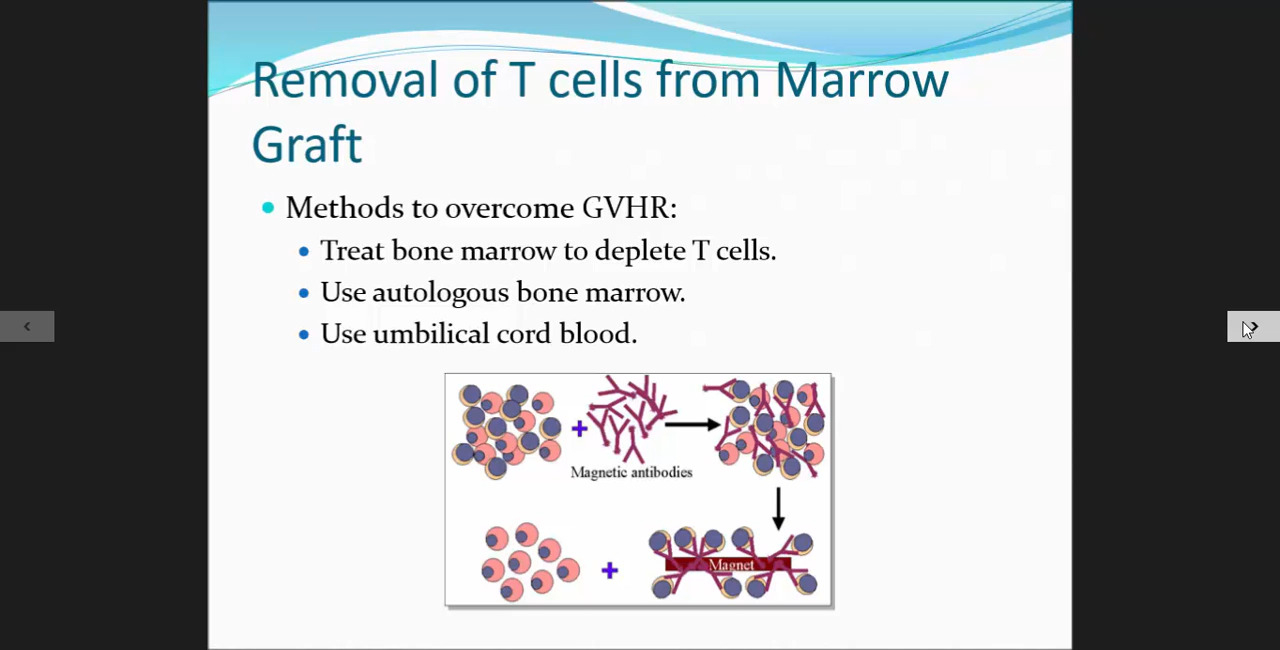 Removal of T cells from Marrow
Graft
Methods to overcome GVHR:
Treat bone marrow to deplete T cells.
Use autologous bone marrow.
Use umbilical cord blood.
Magnetic antibodies
Magnet